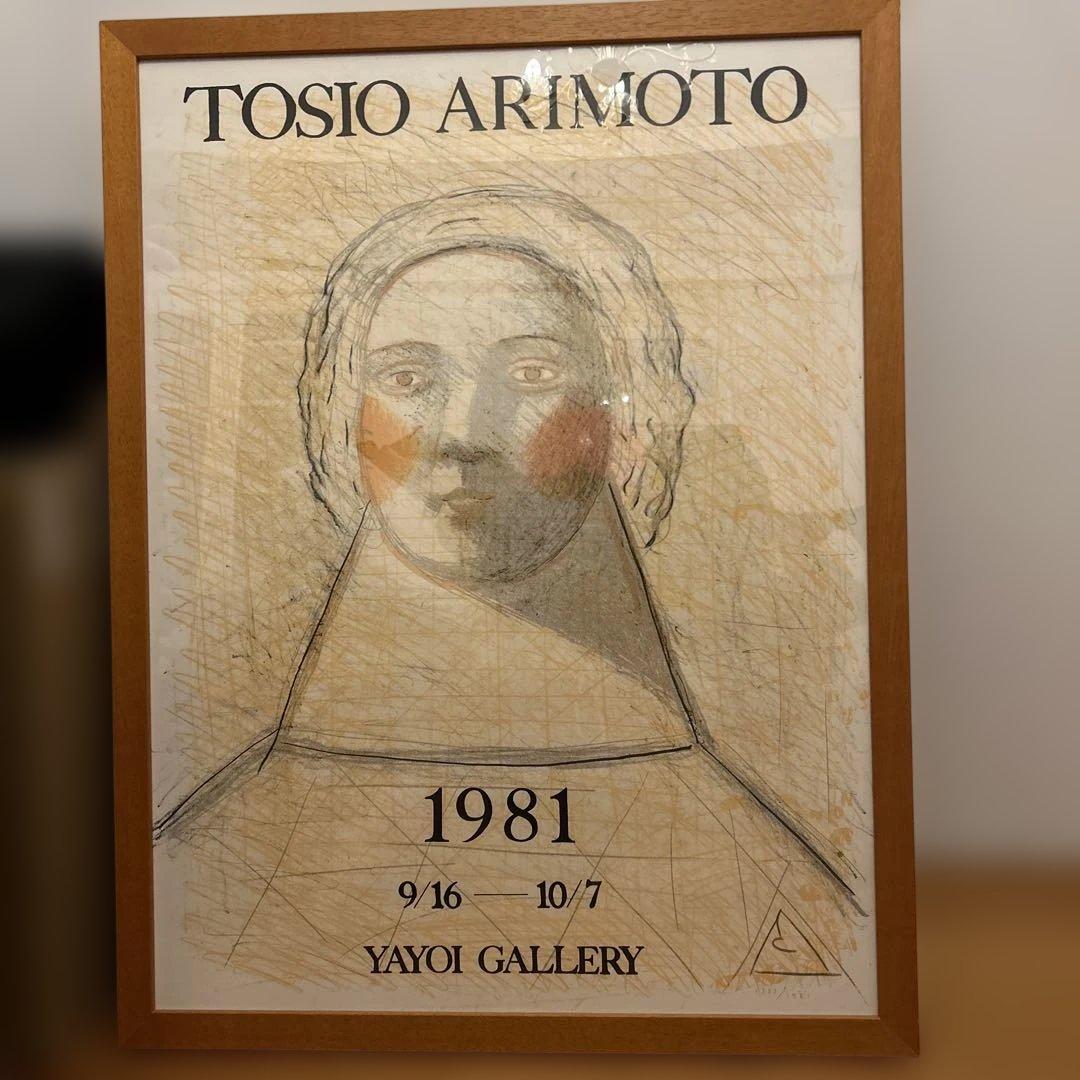 TOSIO ARIMOTO
1981
9/16 — 10/7
YAYOI GALLERY